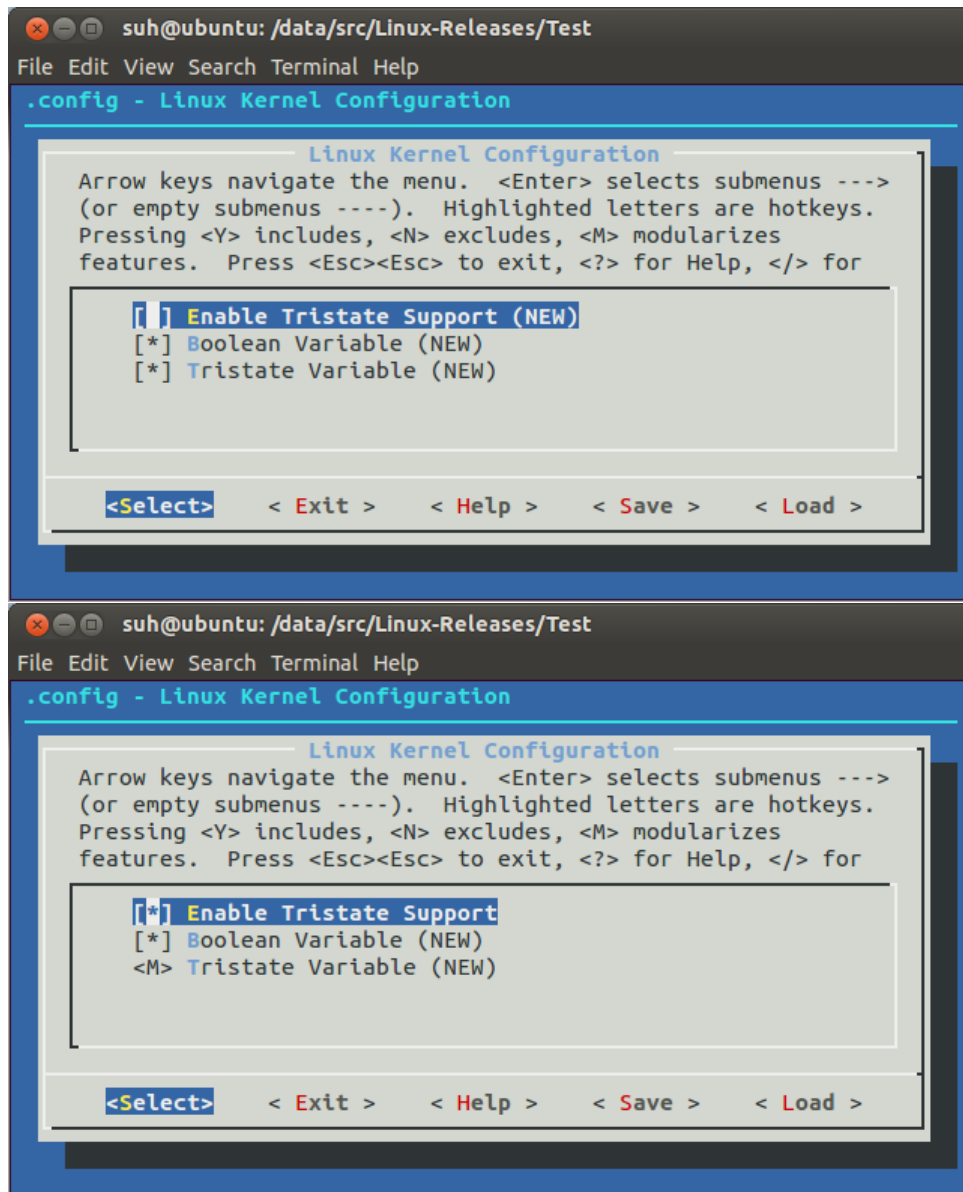 suh@ubuntu: /data/src/Linux-Releases/Test
File Edit View Search Terminal Help
.config - Linux Kernel Configuration
Linux Kernel Configuration
Arrow keys navigate the menu.  <Enter> selects submenus --->
(or empty submenus ----).  Highlighted letters are hotkeys.
Pressing <Y> includes, <N> excludes, <M> modularizes
features.  Press <Esc><Esc> to exit, <?> for Help, </> for
[ ] Enable Tristate Support (NEW)
[*] Boolean Variable (NEW)
[*] Tristate Variable (NEW)
<Select>    < Exit >    < Help >    < Save >    < Load >
suh@ubuntu: /data/src/Linux-Releases/Test
File Edit View Search Terminal Help
.config - Linux Kernel Configuration
Linux Kernel Configuration
Arrow keys navigate the menu.  <Enter> selects submenus --->
(or empty submenus ----).  Highlighted letters are hotkeys.
Pressing <Y> includes, <N> excludes, <M> modularizes
features.  Press <Esc><Esc> to exit, <?> for Help, </> for
[*] Enable Tristate Support
[*] Boolean Variable (NEW)
<M> Tristate Variable (NEW)
<Select>    < Exit >    < Help >    < Save >    < Load >